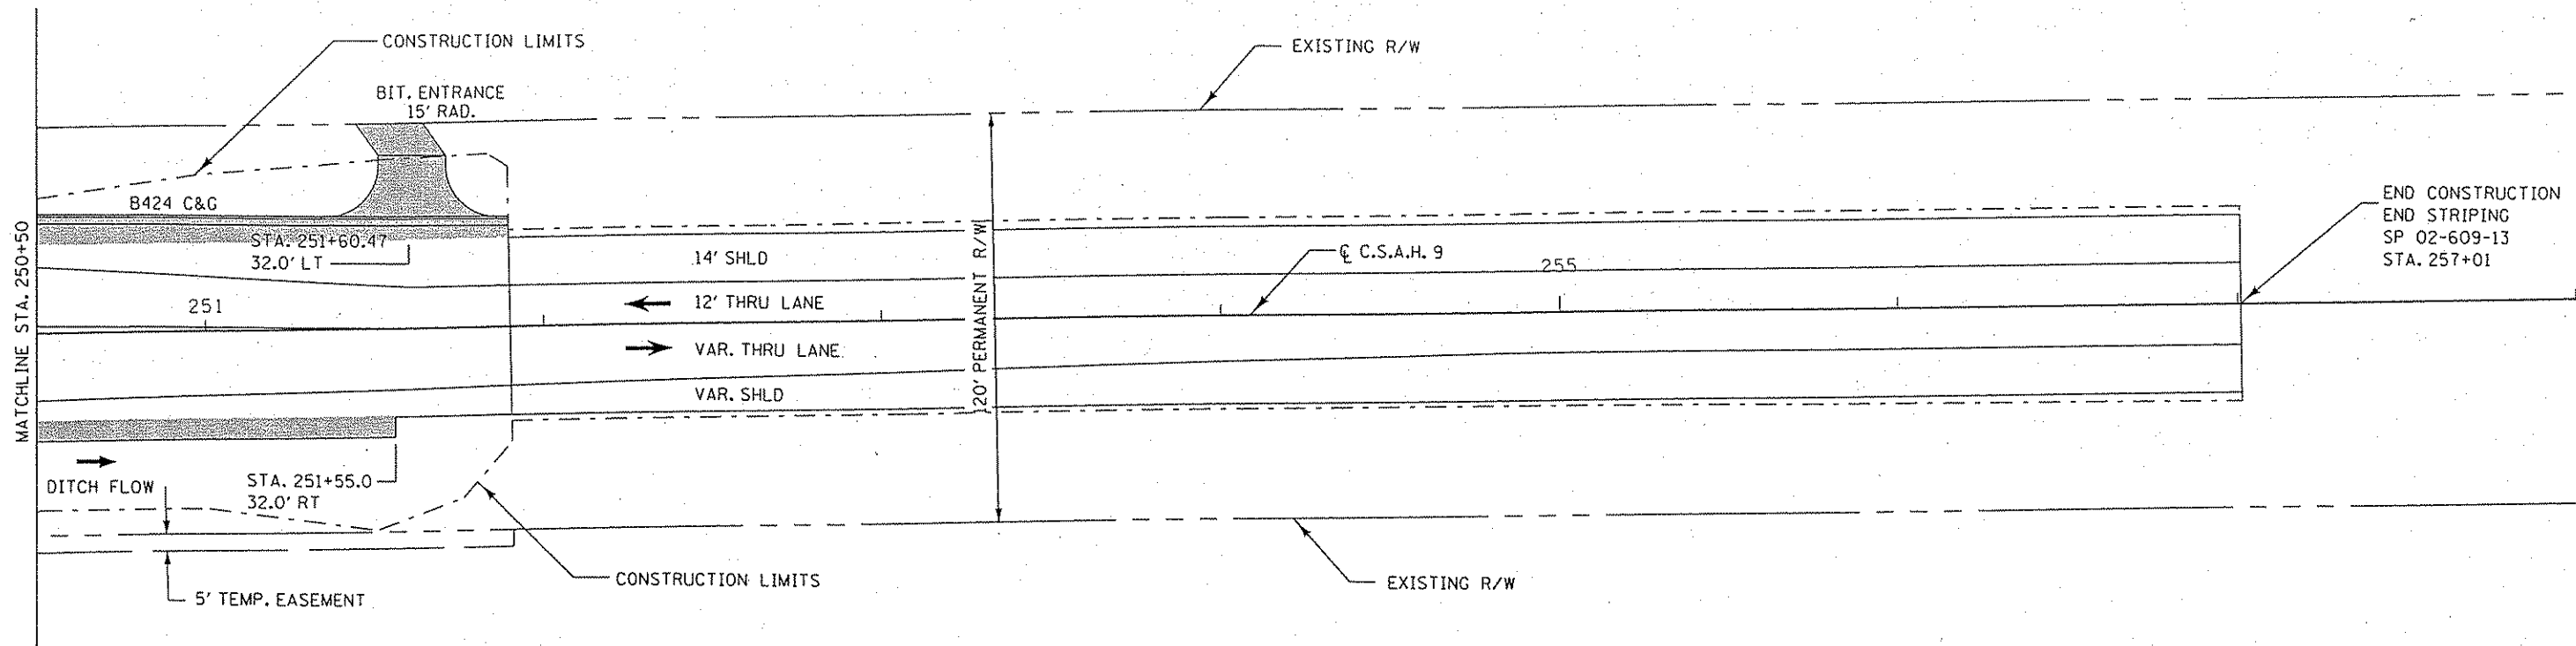 CONSTRUCTION LIMITS
EXISTING R/W
BIT. ENTRANCE
15' RAD.
B424 C&G
MATCHLINE STA. 250+50
STA. 251+60.47
32.0' LT
14' SHLD
120' PERMANENT R/W
℄ C.S.A.H. 9
255
END CONSTRUCTION
END STRIPING
SP 02-609-13
STA. 257+01
251
12' THRU LANE
VAR. THRU LANE
VAR. SHLD
DITCH FLOW
STA. 251+55.0
32.0' RT
5' TEMP. EASEMENT
CONSTRUCTION LIMITS
EXISTING R/W